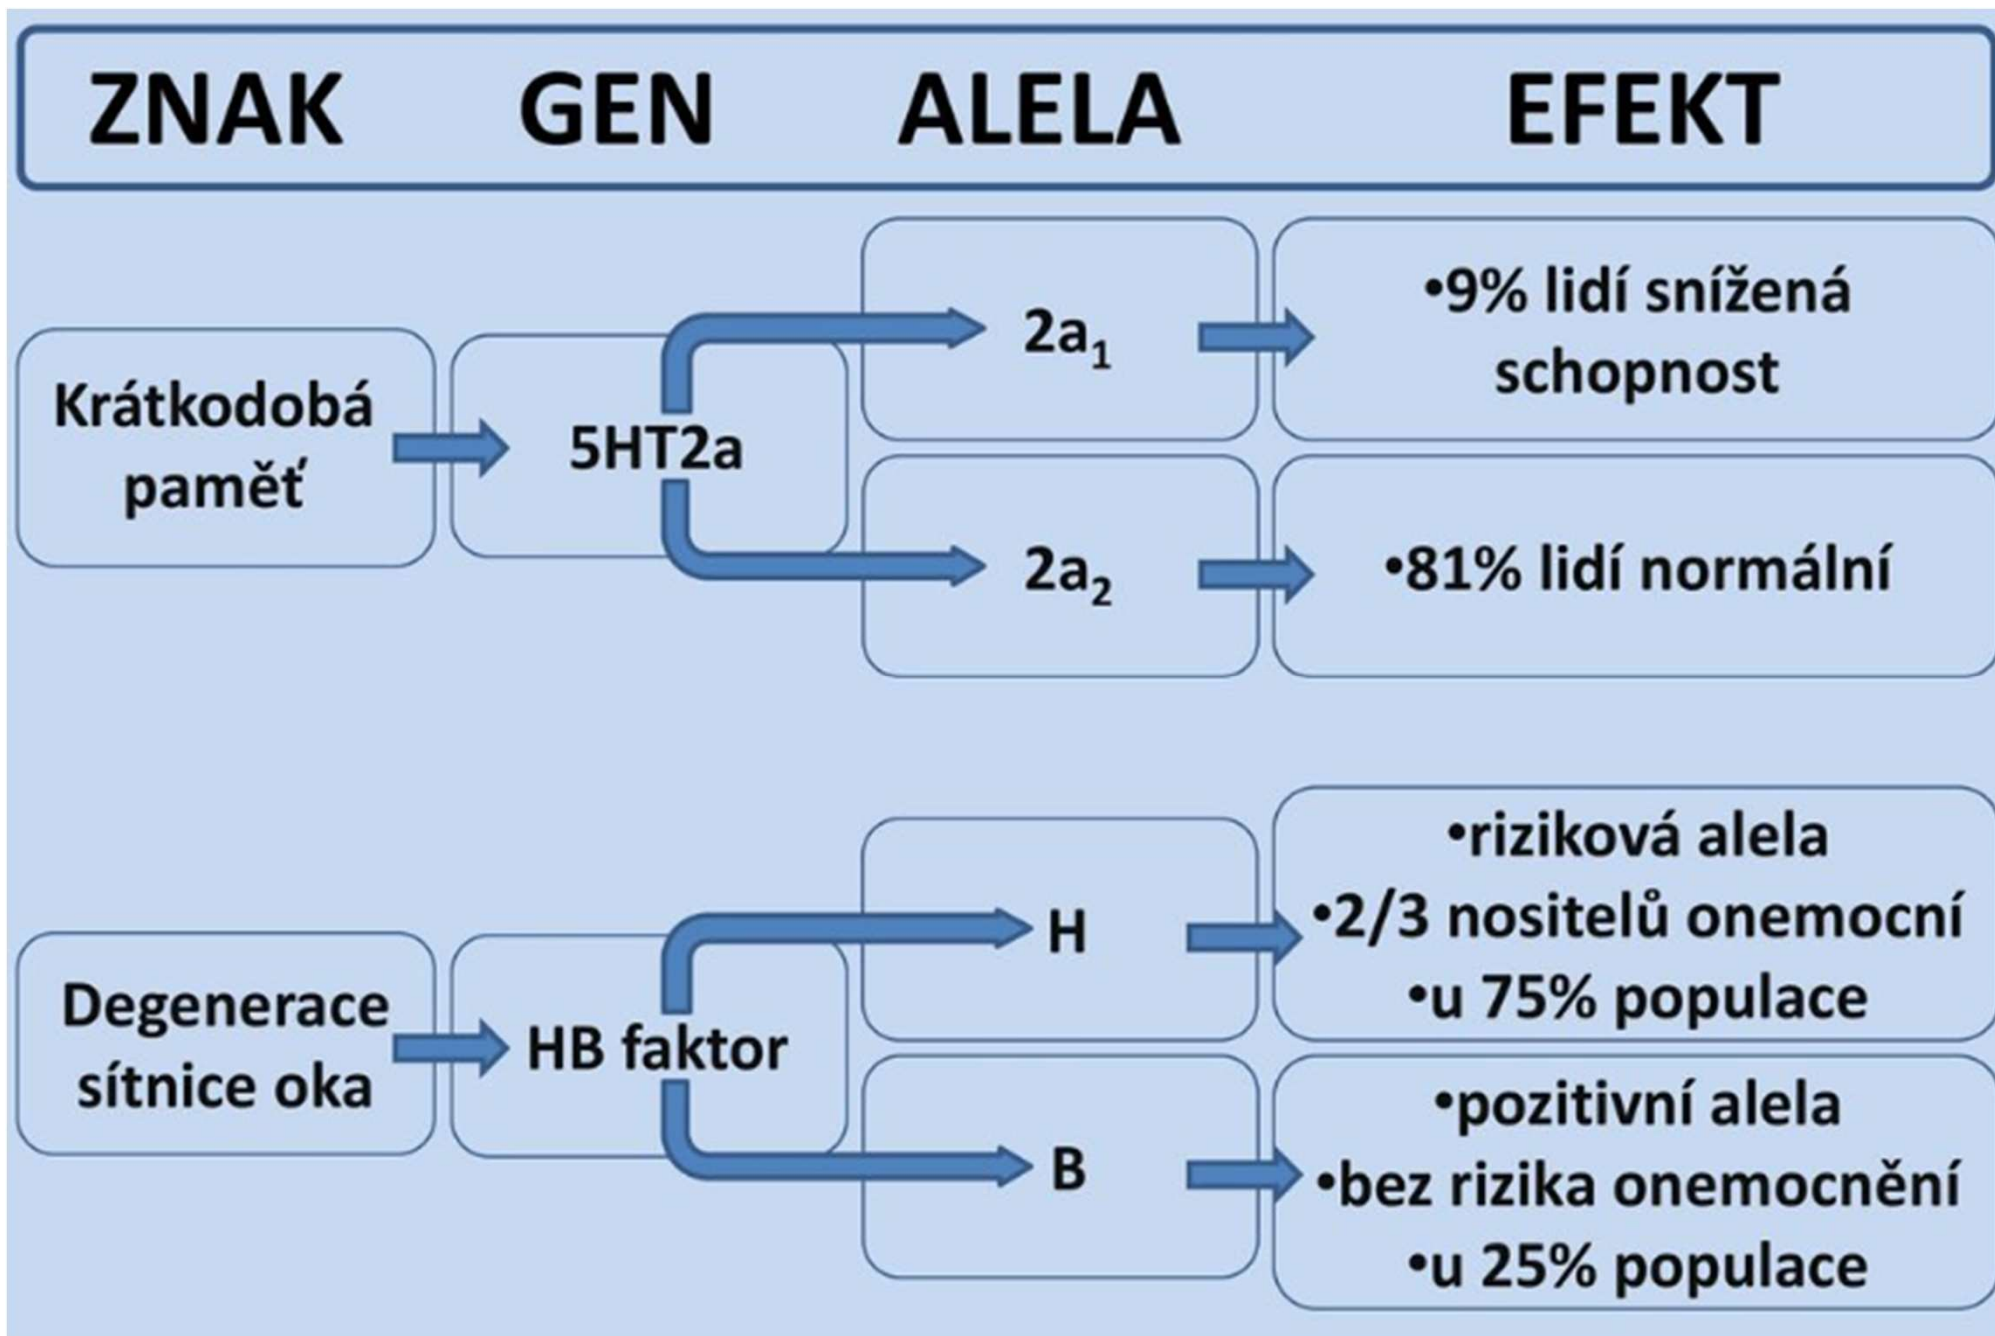 ZNAK GEN ALELA EFEKT
Krátkodobá
paměť
5HT2a
2a₁
•9% lidí snížená
schopnost
2a₂
•81% lidí normální
Degenerace
sítnice oka
HB faktor
H
•riziková alela
•2/3 nositelů onemocní
•u 75% populace
B
•pozitivní alela
•bez rizika onemocnění
•u 25% populace